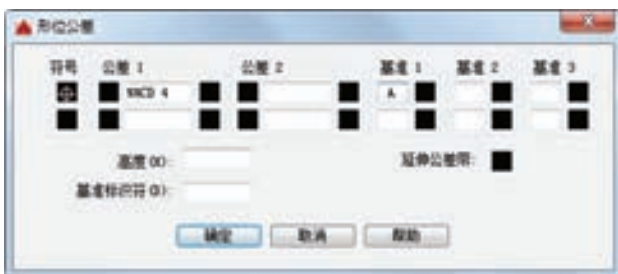 形位公差
符号 公差 1 公差 2 基准 1 基准 2 基准 3
A
高度(H): 延伸公差带:
基准标识符(D):
确定 取消 帮助